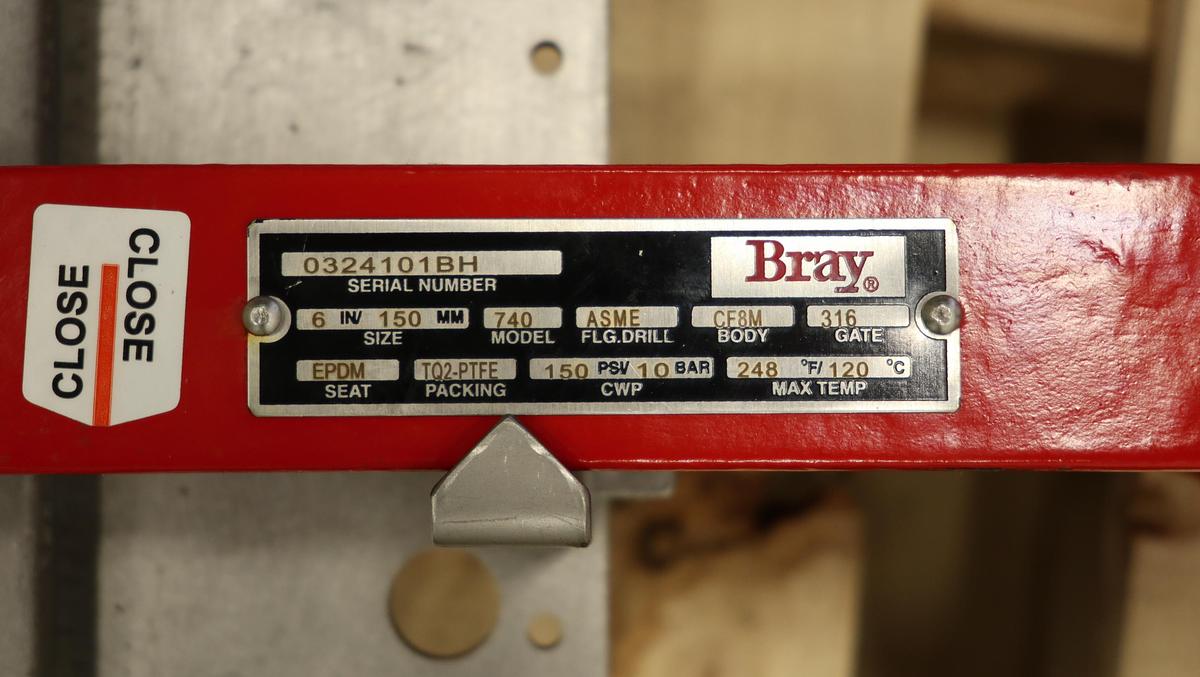 CLOSE
CLOSE
0324101BH
SERIAL NUMBER
Bray®
6 IN/ 150 MM
SIZE
740
MODEL
ASME
FLG.DRILL
CF8M
BODY
316
GATE
EPDM
SEAT
TQ2-PTFE
PACKING
150 PSI/ 10 BAR
CWP
248 °F/ 120 °C
MAX TEMP